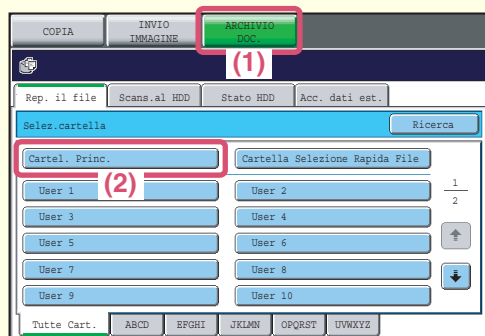 COPIA
INVIO
IMMAGINE
ARCHIVIO
DOC.
(1)
Rep. il file
Scans.al HDD
Stato HDD
Acc. dati est.
Selez.cartella
Ricerca
Cartel. Princ.
Cartella Selezione Rapida File
(2)
User 1
User 2
1
2
User 3
User 4
User 5
User 6
User 7
User 8
User 9
User 10
Tutte Cart.
ABCD
EFGHI
JKLMN
OPQRST
UVWXYZ